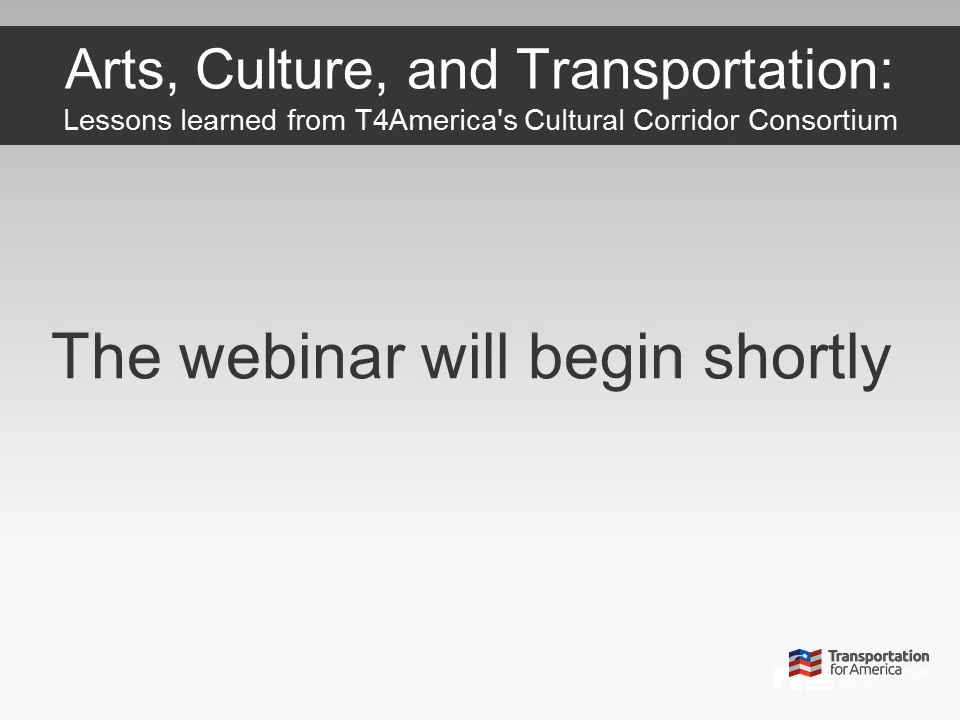 Arts, Culture, and Transportation:
Lessons learned from T4America's Cultural Corridor Consortium
The webinar will begin shortly
Transportation
for America